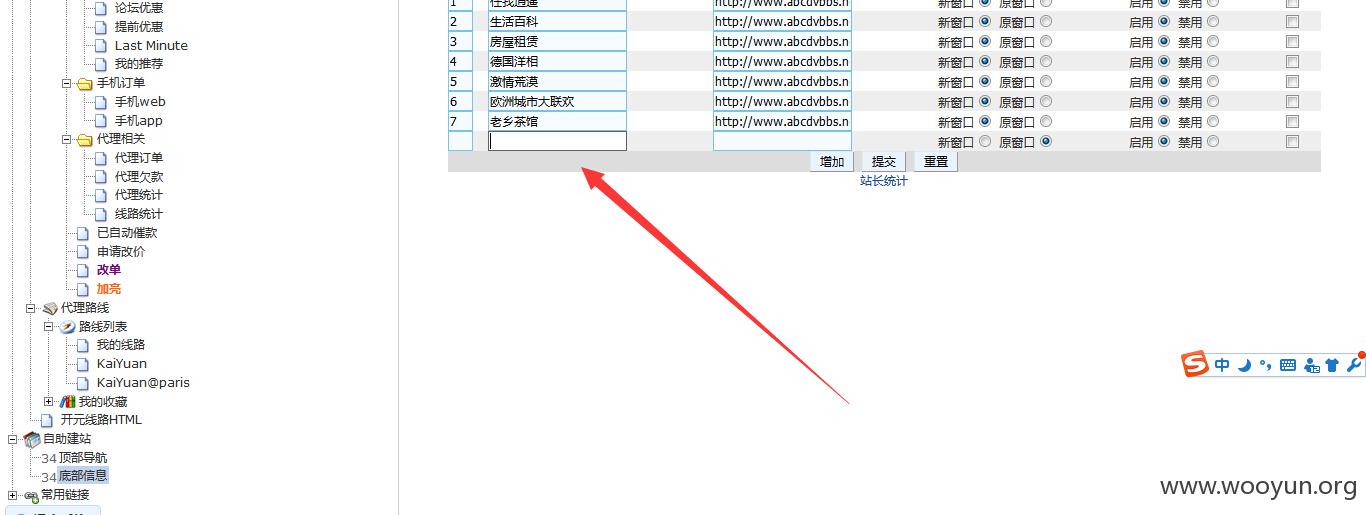 论坛优惠
提前优惠
Last Minute
我的推荐
手机订单
手机web
手机app
代理相关
代理订单
代理欠款
代理统计
线路统计
已自动催款
申请改价
改单
加亮
代理路线
路线列表
我的线路
KaiYuan
KaiYuan@paris
我的收藏
开元线路HTML
自助建站
34 顶部导航
34 底部信息
常用链接
1 http://www.abcdvbbs.n 新窗口 原窗口 启用 禁用
2 生活百科 http://www.abcdvbbs.n 新窗口 原窗口 启用 禁用
3 房屋租赁 http://www.abcdvbbs.n 新窗口 原窗口 启用 禁用
4 德国洋相 http://www.abcdvbbs.n 新窗口 原窗口 启用 禁用
5 激情荒漠 http://www.abcdvbbs.n 新窗口 原窗口 启用 禁用
6 欧洲城市大联欢 http://www.abcdvbbs.n 新窗口 原窗口 启用 禁用
7 老乡茶馆 http://www.abcdvbbs.n 新窗口 原窗口 启用 禁用
新窗口 原窗口 启用 禁用
增加 提交 重置
站长统计
S 中
12
www.wooyun.org